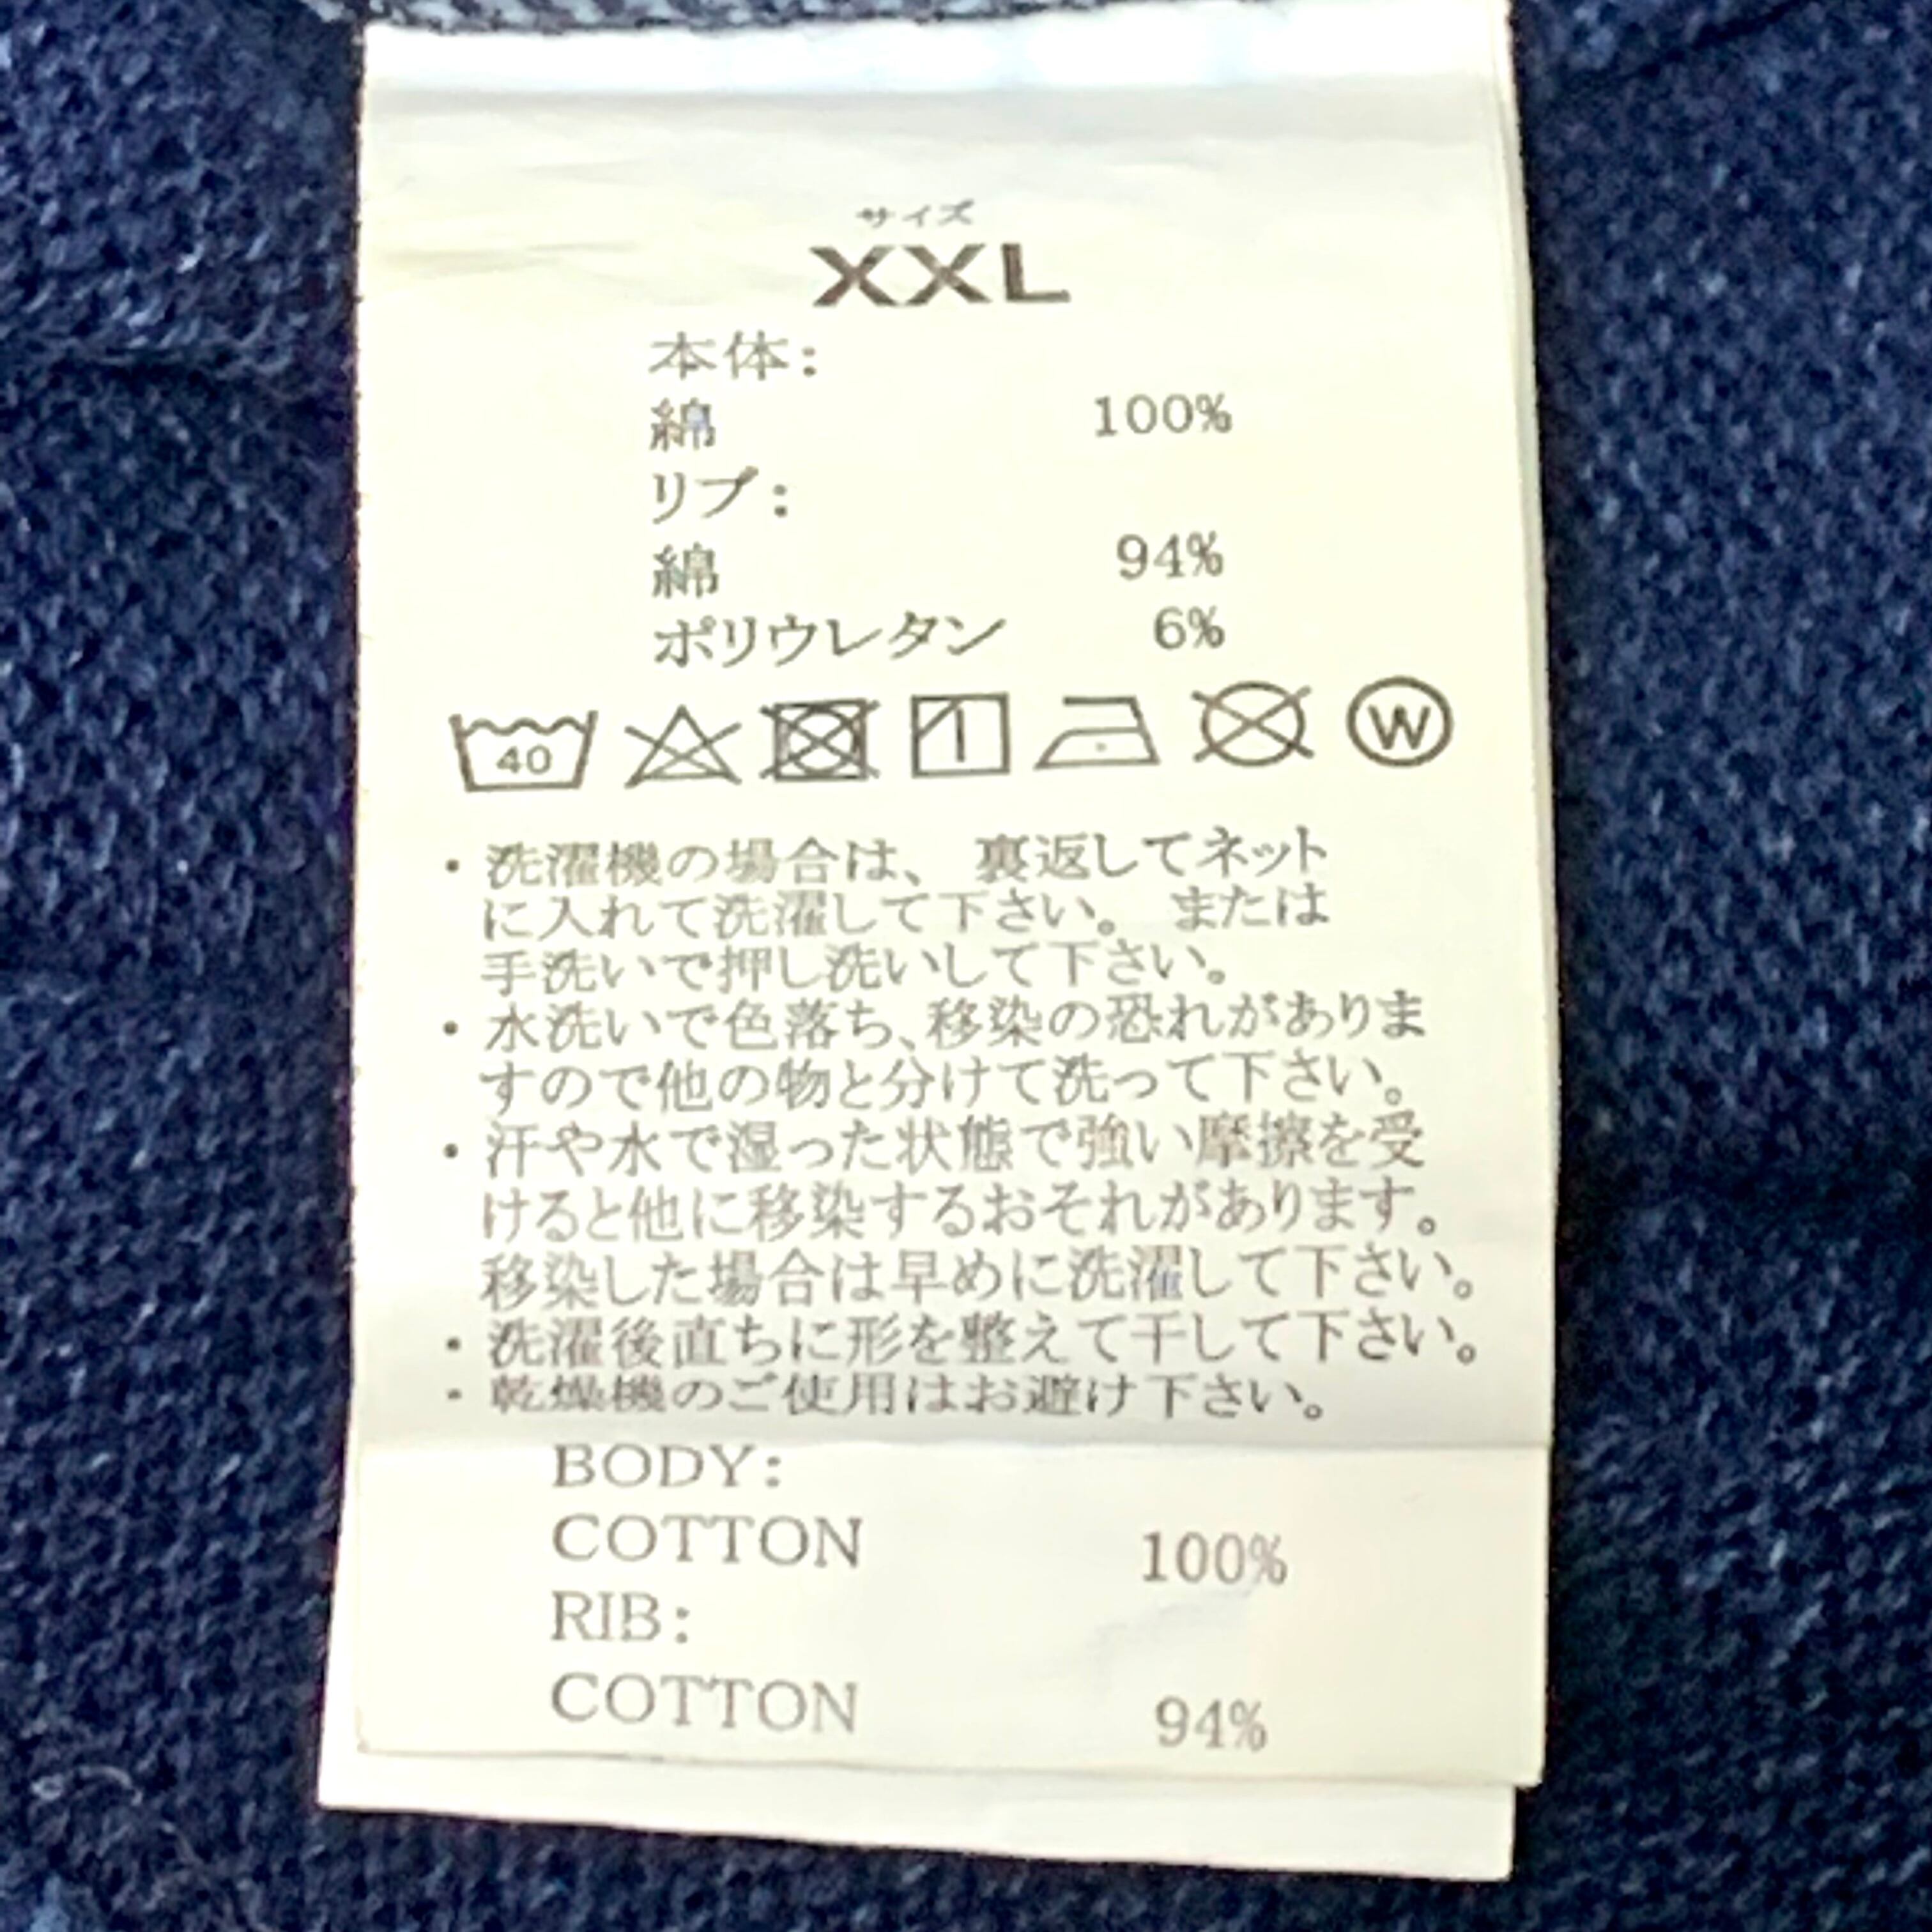 サイズ
XXL
本体:
綿 100%
リブ:
綿 94%
ポリウレタン 6%
40
W
・洗濯機の場合は、裏返してネット
に入れて洗濯して下さい。または
手洗いで押し洗いして下さい。
・水洗いで色落ち、移染の恐れがありま
すので他の物と分けて洗って下さい。
・汗や水で湿った状態で強い摩擦を受
けると他に移染するおそれがあります。
移染した場合は早めに洗濯して下さい。
・洗濯後直ちに形を整えて干して下さい。
・乾燥機のご使用はお避け下さい。
BODY:
COTTON 100%
RIB:
COTTON 94%